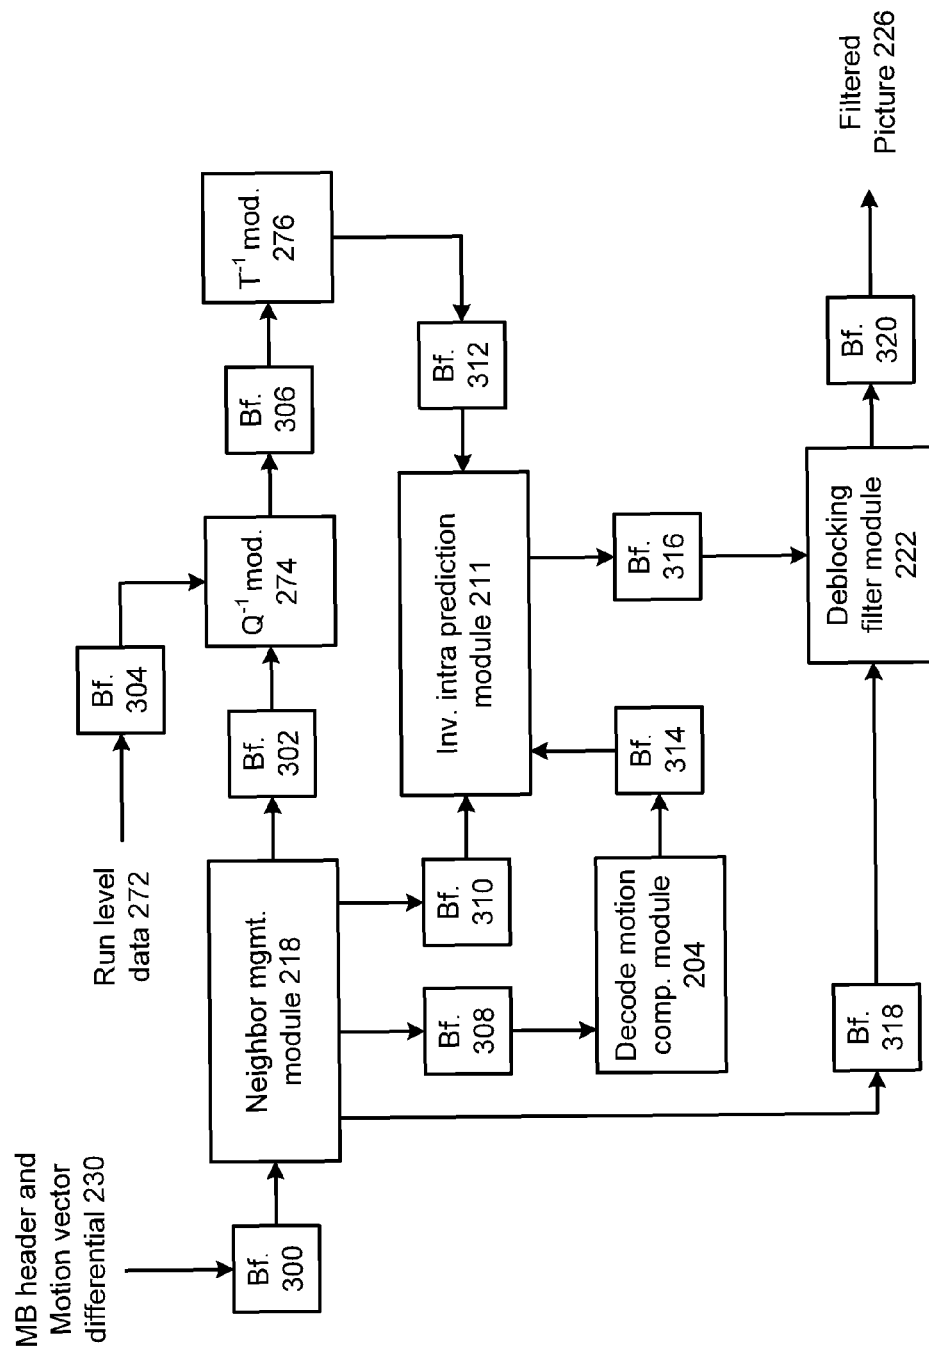 MB header and
Motion vector
differential 230
Bf.
300
Neighbor mgmt.
module 218
Run level
data 272
Bf.
304
Bf.
302
Q-1 mod.
274
Bf.
306
T-1 mod.
276
Bf.
308
Bf.
310
Inv. intra prediction
module 211
Bf.
312
Decode motion
comp. module
204
Bf.
314
Bf.
316
Bf.
318
Deblocking
filter module
222
Bf.
320
Filtered
Picture 226